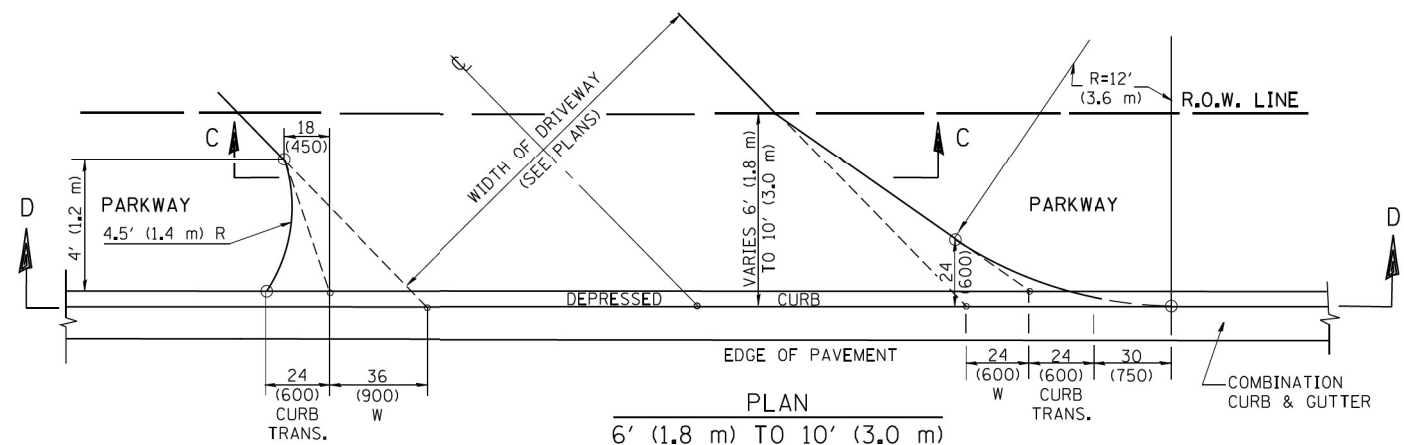 ℄
WIDTH OF DRIVEWAY
(SEE PLANS)
R=12'
(3.6 m)
R.O.W. LINE
C
18
(450)
C
4' (1.2 m)
PARKWAY
4.5' (1.4 m) R
VARIES 6' (1.8 m)
TO 10' (3.0 m)
PARKWAY
D
D
24
(600)
DEPRESSED CURB
EDGE OF PAVEMENT
24
(600)
CURB
TRANS.
36
(900)
W
24
(600)
W
24
(600)
CURB
TRANS.
30
(750)
COMBINATION
CURB & GUTTER
PLAN
6' (1.8 m) TO 10' (3.0 m)